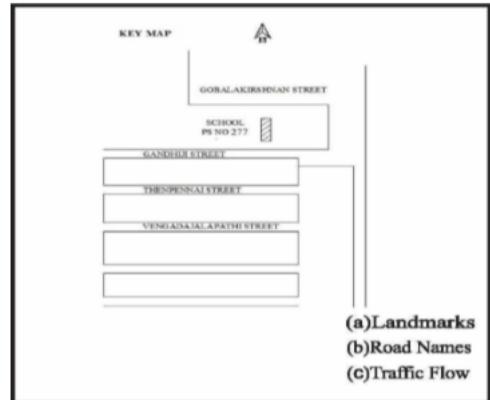 KEY MAP
GOBALAKIRSHNAN STREET
SCHOOL
PS NO 277
GANDHIJI STREET
THENPENNAI STREET
VENGADAJALAPATHI STREET
(a)Landmarks
(b)Road Names
(c)Traffic Flow